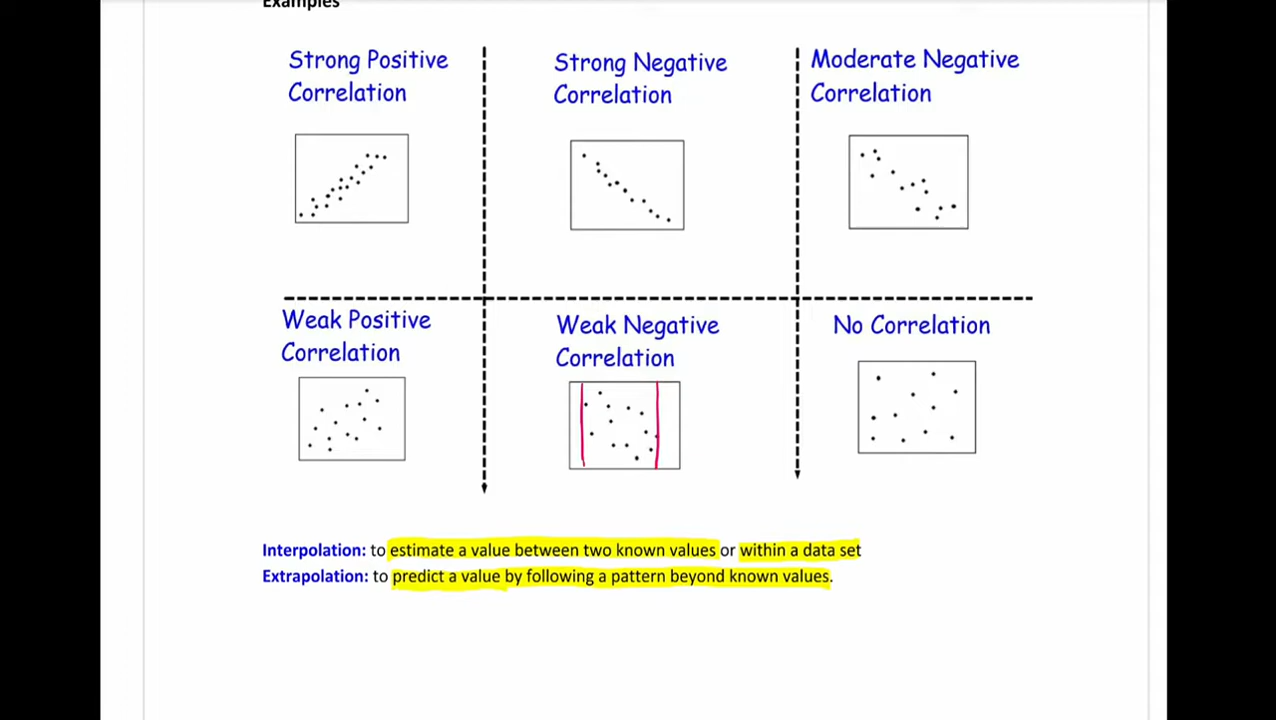 Examples
Strong Positive
Correlation
Strong Negative
Correlation
Moderate Negative
Correlation
Weak Positive
Correlation
Weak Negative
Correlation
No Correlation
Interpolation: to estimate a value between two known values or within a data set
Extrapolation: to predict a value by following a pattern beyond known values.